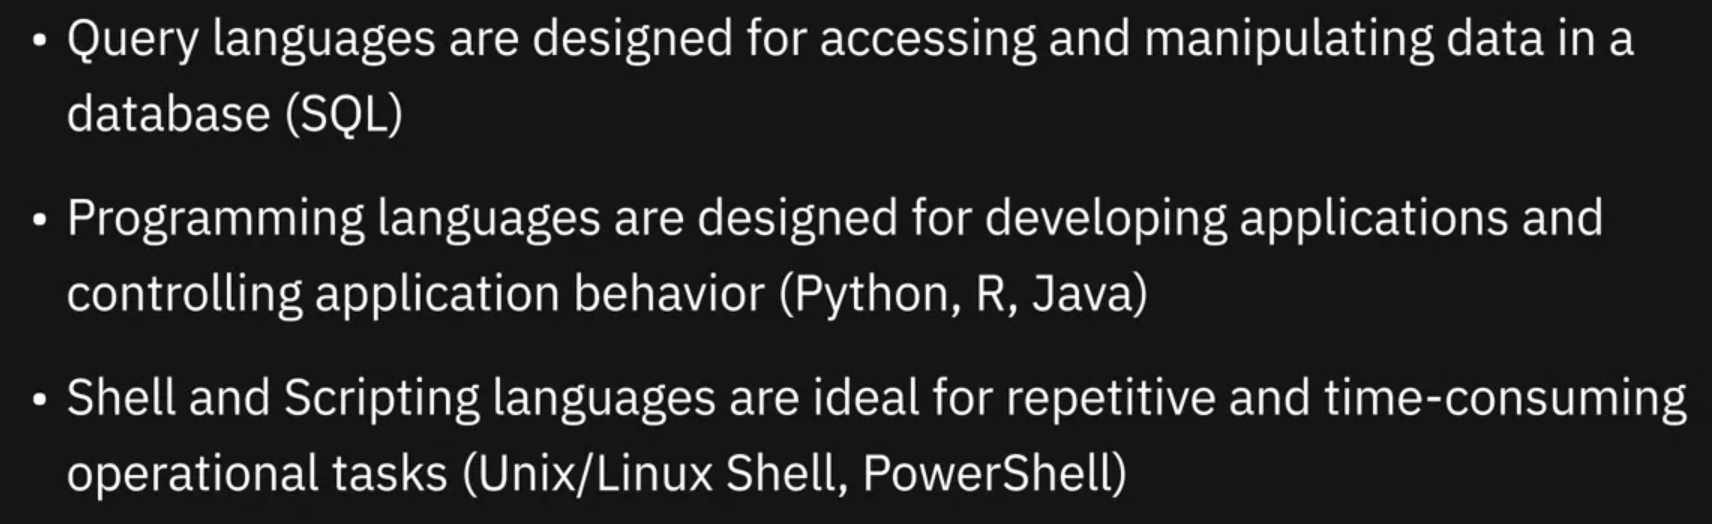 • Query languages are designed for accessing and manipulating data in a
database (SQL)
• Programming languages are designed for developing applications and
controlling application behavior (Python, R, Java)
• Shell and Scripting languages are ideal for repetitive and time-consuming
operational tasks (Unix/Linux Shell, PowerShell)